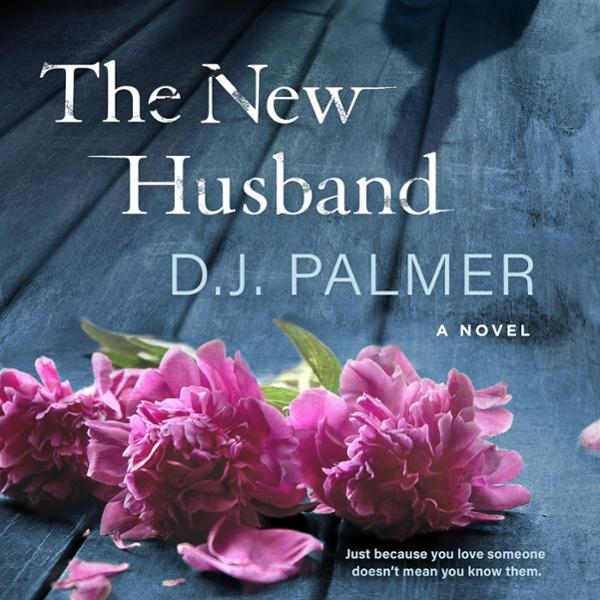 The New
Husband
D.J. PALMER
A NOVEL
Just because you love someone
doesn't mean you know them.